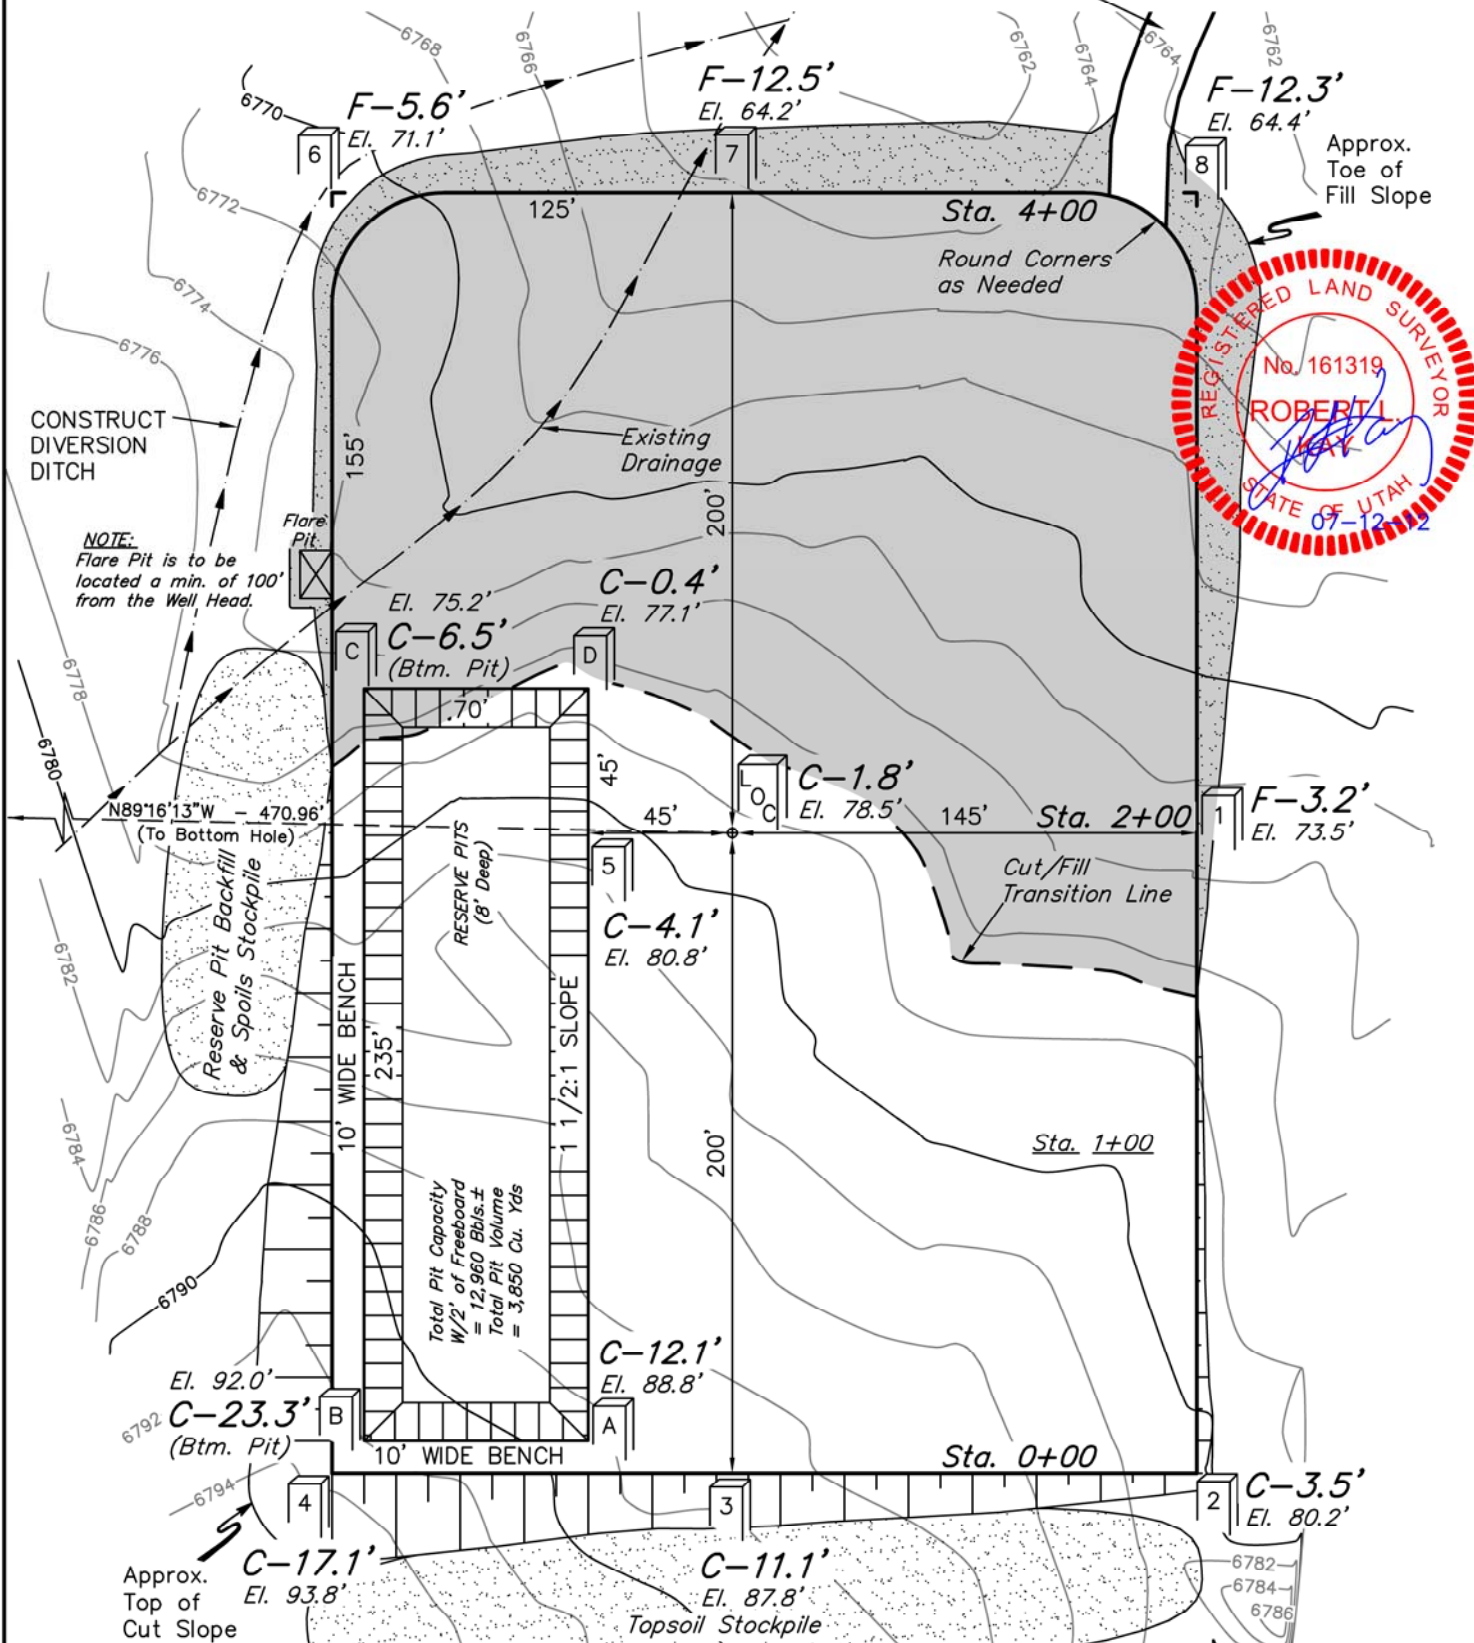 6768
6766
6762
6764
6764
6762
6770
F-5.6'
El. 71.1'
F-12.5'
El. 64.2'
F-12.3'
El. 64.4'
6
7
8
Approx.
Toe of
Fill Slope
6772
125'
Sta. 4+00
Round Corners
as Needed
6774
6776
REGISTERED LAND SURVEYOR
No. 161319
ROBERT L.
KAY
STATE OF UTAH
07-12-12
CONSTRUCT
DIVERSION
DITCH
155'
Existing
Drainage
200'
Flare
Pit
NOTE:
Flare Pit is to be
located a min. of 100'
from the Well Head.
El. 75.2'
C-6.5'
(Btm. Pit)
C-0.4'
El. 77.1'
C
D
6778
6780
70'
45'
LOC
C-1.8'
El. 78.5'
45'
145'
Sta. 2+00
1
F-3.2'
El. 73.5'
N89°16'13"W - 470.96'
(To Bottom Hole)
RESERVE PITS
(8' Deep)
5
C-4.1'
El. 80.8'
Cut/Fill
Transition Line
6782
Reserve Pit Backfill
& Spoils Stockpile
10' WIDE BENCH
235'
1 1/2:1 SLOPE
200'
Sta. 1+00
6784
6786
6788
6790
Total Pit Capacity
W/2' of Freeboard
= 12,960 Bbls.±
Total Pit Volume
= 3,850 Cu. Yds
C-12.1'
El. 88.8'
El. 92.0'
C-23.3'
(Btm. Pit)
B
A
6792
10' WIDE BENCH
Sta. 0+00
6794
4
3
2
C-3.5'
El. 80.2'
C-17.1'
El. 93.8'
C-11.1'
El. 87.8'
Approx.
Top of
Cut Slope
Topsoil Stockpile
6782
6784
6786